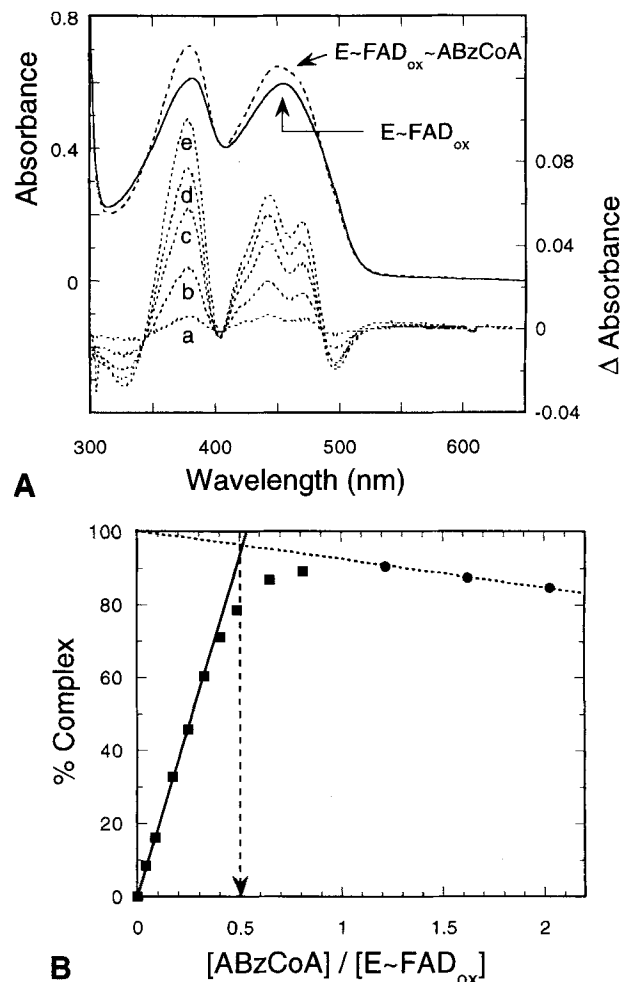 0.8
0.4
0
Absorbance
E~FADox~ABzCoA
E~FADox
e
d
c
b
a
0.08
0.04
0
-0.04
Δ Absorbance
300 400 500 600
Wavelength (nm)
A
100
80
60
40
20
0
% Complex
0 0.5 1 1.5 2
[ABzCoA] / [E~FADox]
B